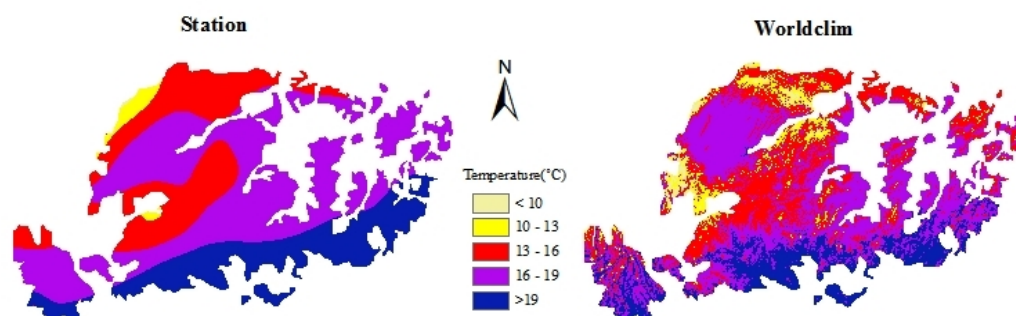 Station
Worldclim
N
Temperature(°C)
< 10
10 - 13
13 - 16
16 - 19
>19